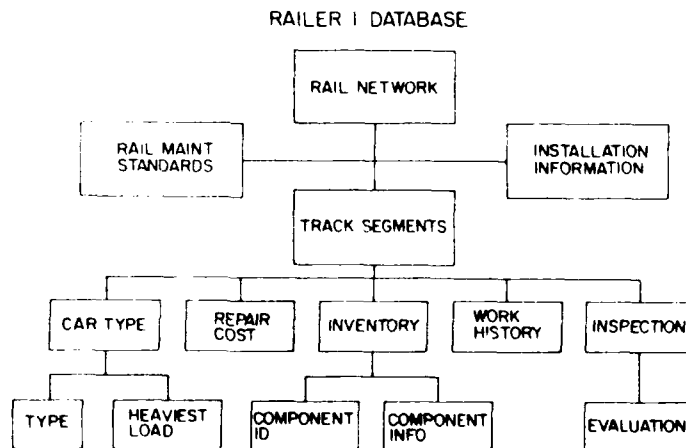 RAILER I DATABASE
RAIL NETWORK
RAIL MAINT
STANDARDS
INSTALLATION
INFORMATION
TRACK SEGMENTS
CAR TYPE
REPAIR
COST
INVENTORY
WORK
HISTORY
INSPECTION
TYPE
HEAVIEST
LOAD
COMPONENT
ID
COMPONENT
INFO
EVALUATION